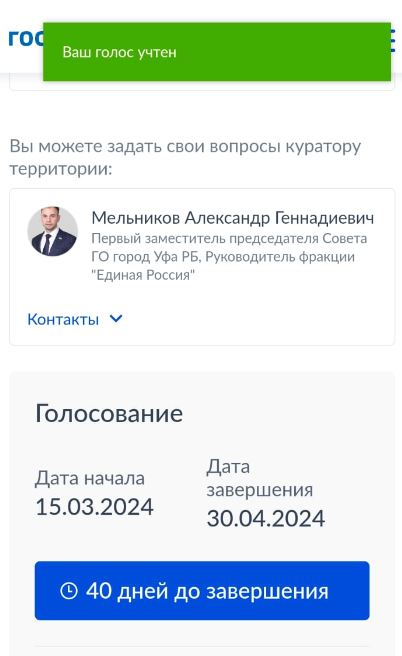 гос
Ваш голос учтен
Вы можете задать свои вопросы куратору
территории:
Мельников Александр Геннадиевич
Первый заместитель председателя Совета
ГО город Уфа РБ, Руководитель фракции
"Единая Россия"
Контакты
Голосование
Дата начала
15.03.2024
Дата
завершения
30.04.2024
40 дней до завершения